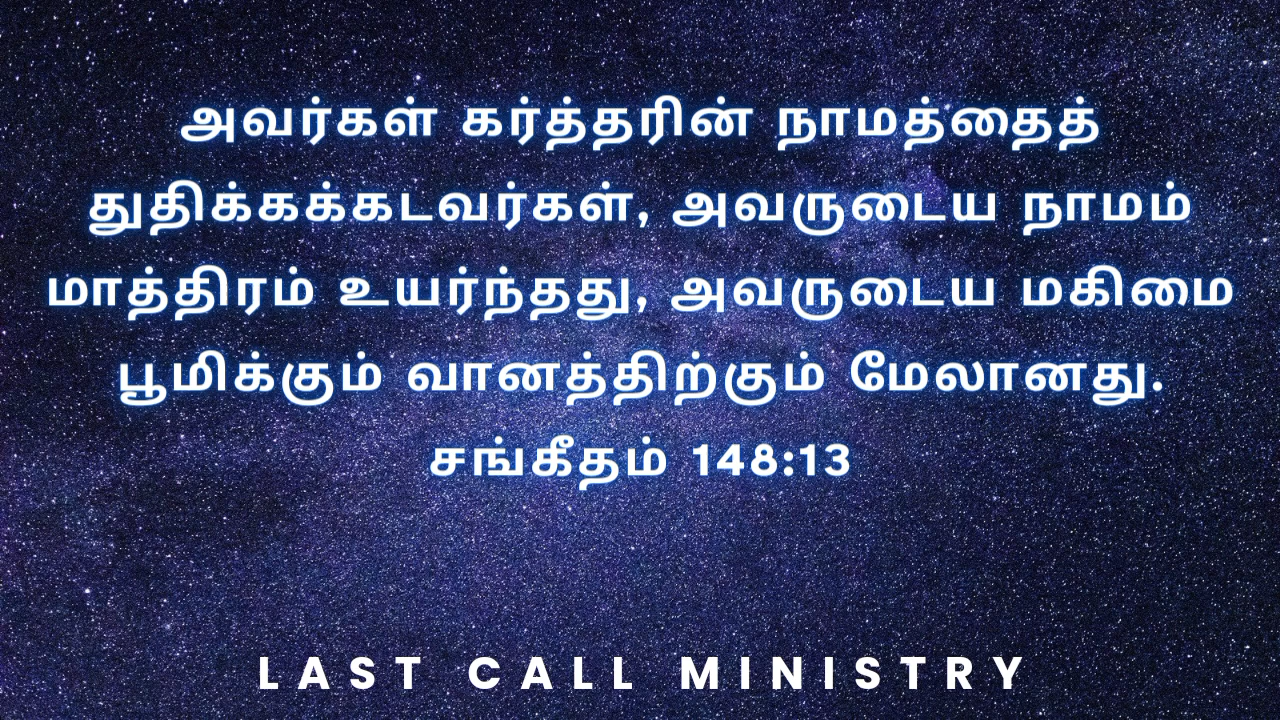 அவர்கள் கர்த்தரின் நாமத்தைத்
துதிக்கக்கடவர்கள், அவருடைய நாமம்
மாத்திரம் உயர்ந்தது, அவருடைய மகிமை
பூமிக்கும் வானத்திற்கும் மேலானது.
சங்கீதம் 148:13
LAST CALL MINISTRY